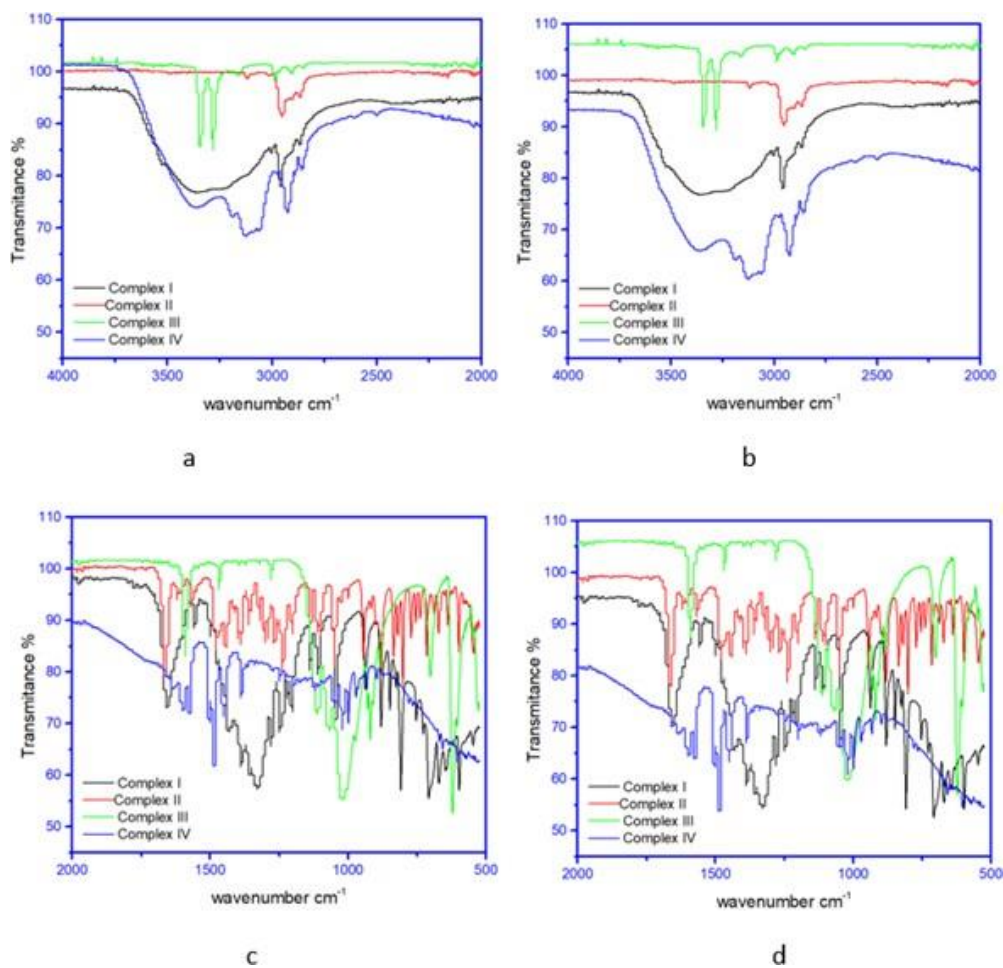 110
100
90
80
70
60
50
Transmitance %
Complex I
Complex II
Complex III
Complex IV
4000 3500 3000 2500 2000
wavenumber cm-1
a
110
100
90
80
70
60
50
Transmitance %
Complex I
Complex II
Complex III
Complex IV
4000 3500 3000 2500 2000
wavenumber cm-1
b
110
100
90
80
70
60
50
Transmitance %
Complex I
Complex II
Complex III
Complex IV
2000 1500 1000 500
wavenumber cm-1
c
110
100
90
80
70
60
50
Transmitance %
Complex I
Complex II
Complex III
Complex IV
2000 1500 1000 500
wavenumber cm-1
d